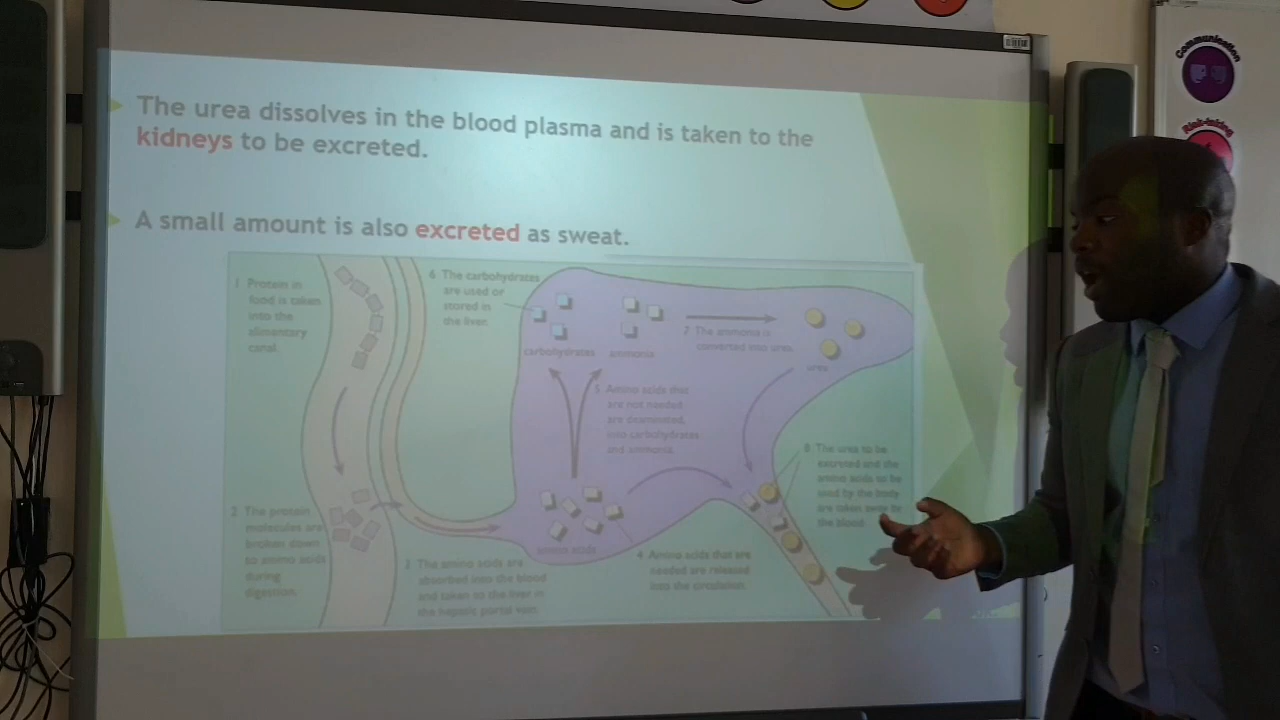 The urea dissolves in the blood plasma and is taken to the
kidneys to be excreted.
A small amount is also excreted as sweat.
1 Protein in
food is taken
into the
alimentary
canal.
6 The carbohydrates
are used or
stored in
the liver.
carbohydrates
ammonia
7 The ammonia is
converted into urea.
urea
5 Amino acids that
are not needed
are deaminated,
into carbohydrates
and ammonia.
8 The urea to be
excreted and the
amino acids to be
used by the body
are taken away by
the blood.
2 The protein
molecules are
broken down
to amino acids
during
digestion.
amino acids
3 The amino acids are
absorbed into the blood
and taken to the liver in
the hepatic portal vein.
4 Amino acids that are
needed are released
into the circulation.
Communication